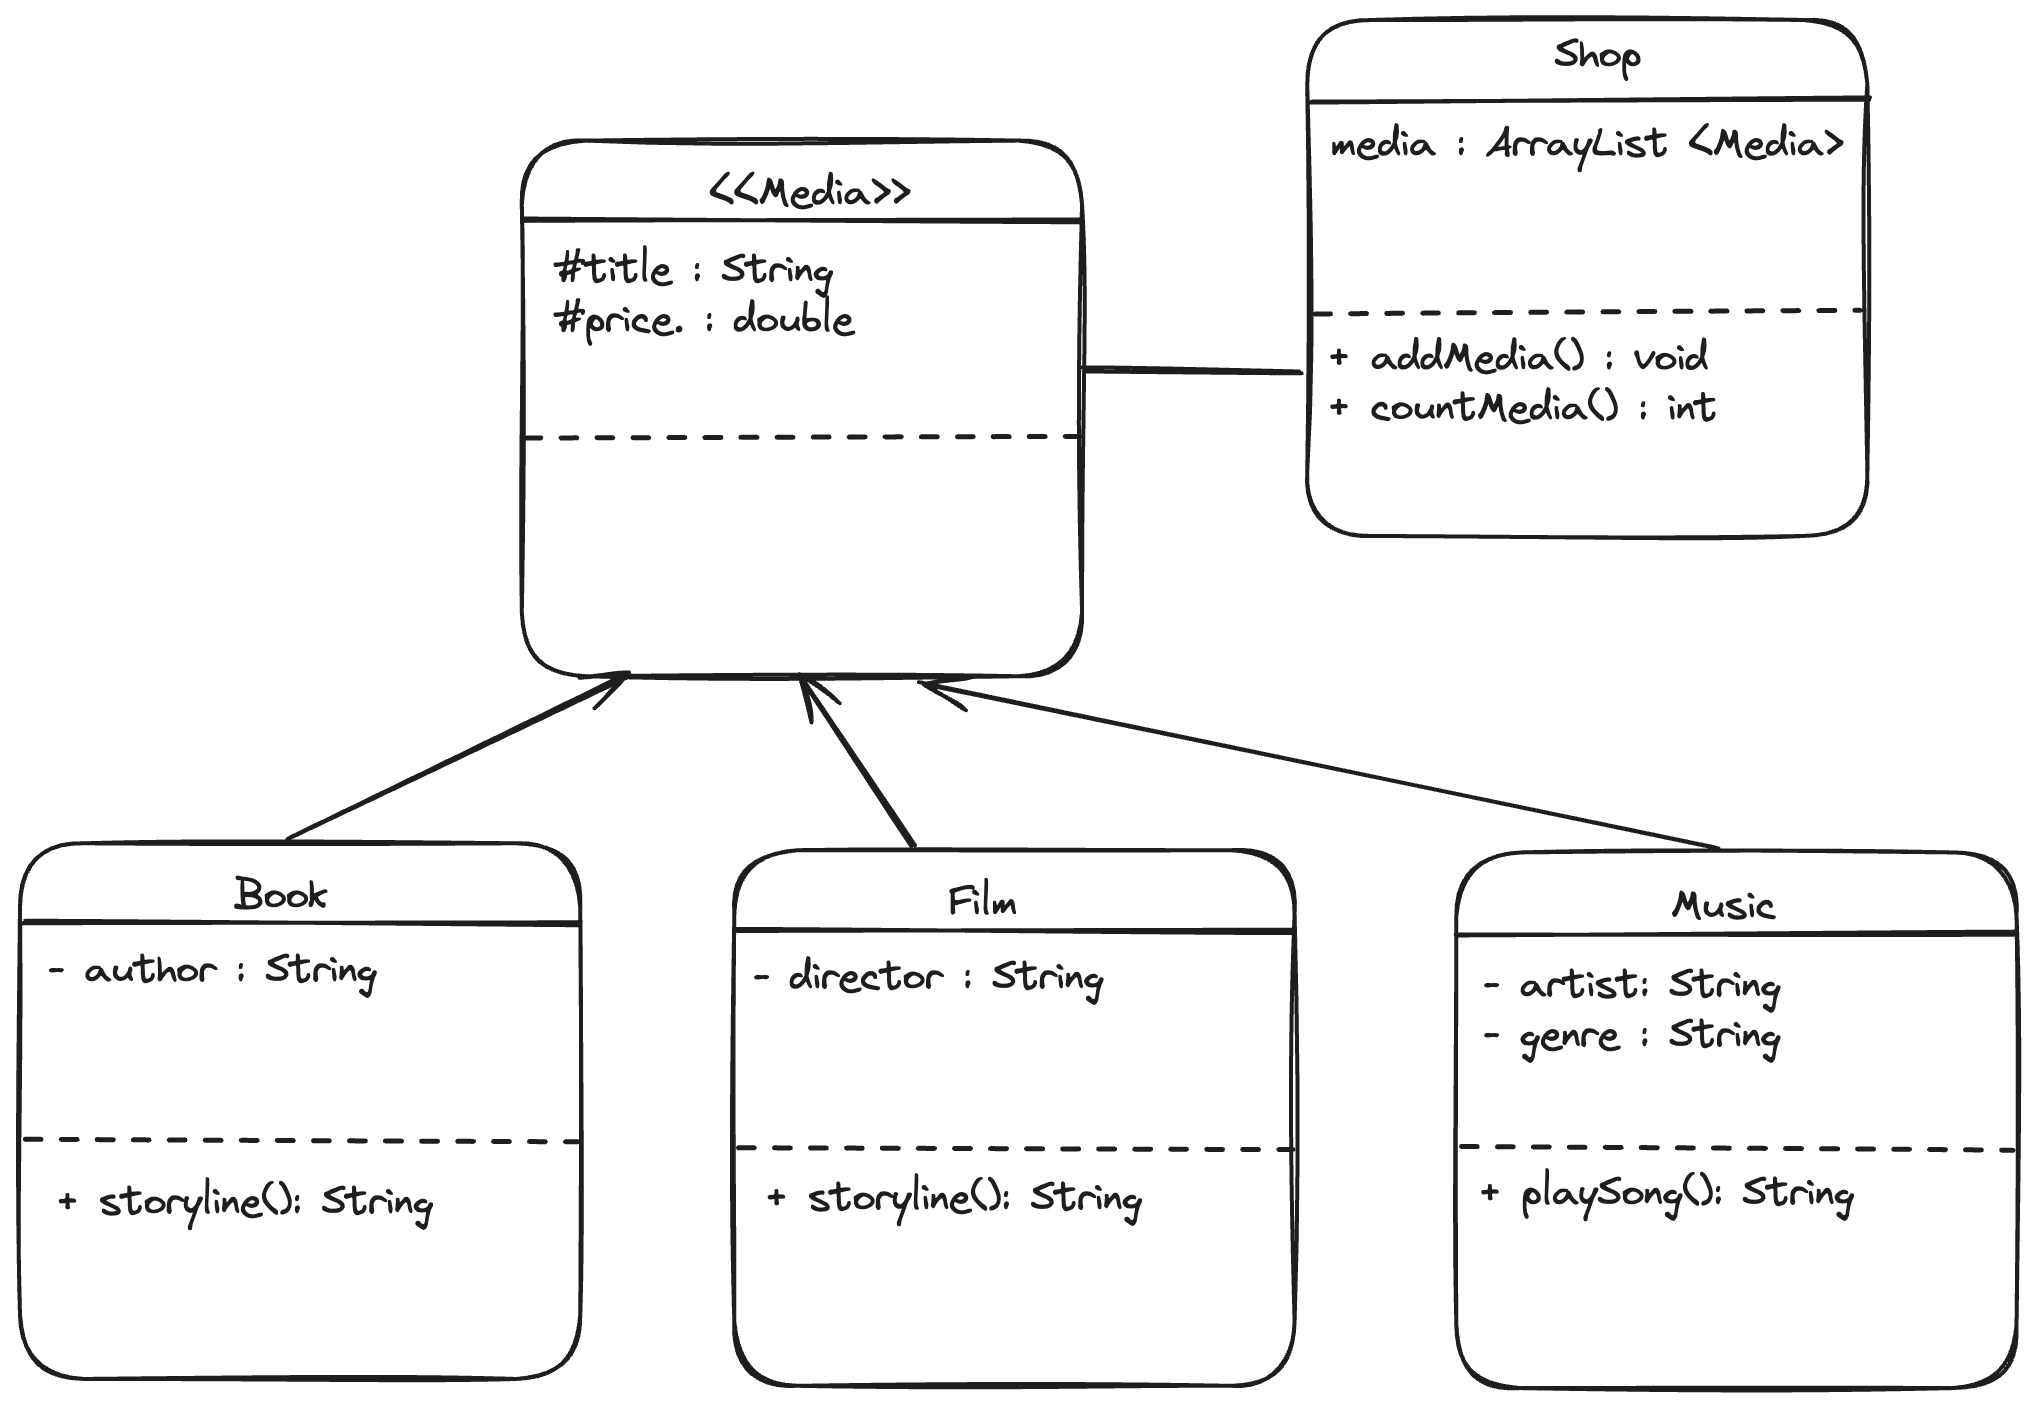 Shop
media : ArrayList <Media>
+ addMedia() : void
+ countMedia() : int
<<Media>>
#title : String
#price. : double
Book
- author : String
+ storyline(): String
Film
- director : String
+ storyline(): String
Music
- artist: String
- genre : String
+ playSong(): String